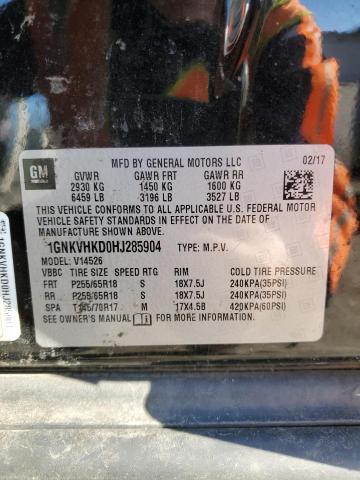 MFD BY GENERAL MOTORS LLC 02/17
GM
GVWR GAWR FRT GAWR RR
2930 KG 1450 KG 1600 KG
6459 LB 3196 LB 3527 LB
THIS VEHICLE CONFORMS TO ALL APPLICABLE U.S. FEDERAL MOTOR
VEHICLE SAFETY STANDARDS IN EFFECT ON THE DATE OF
MANUFACTURE SHOWN ABOVE.
1GNKVHKD0HJ285904 TYPE: M.P.V.
MODEL: V14526
VBBC TIRE SIZE SPEED RTG RIM COLD TIRE PRESSURE
FRT P255/65R18 S 18X7.5J 240KPA(35PSI)
RR P255/65R18 S 18X7.5J 240KPA(35PSI)
SPA T135/70R17 M 17X4.5B 420KPA(60PSI)
SEE OWNER'S MANUAL FOR MORE INFORMATION